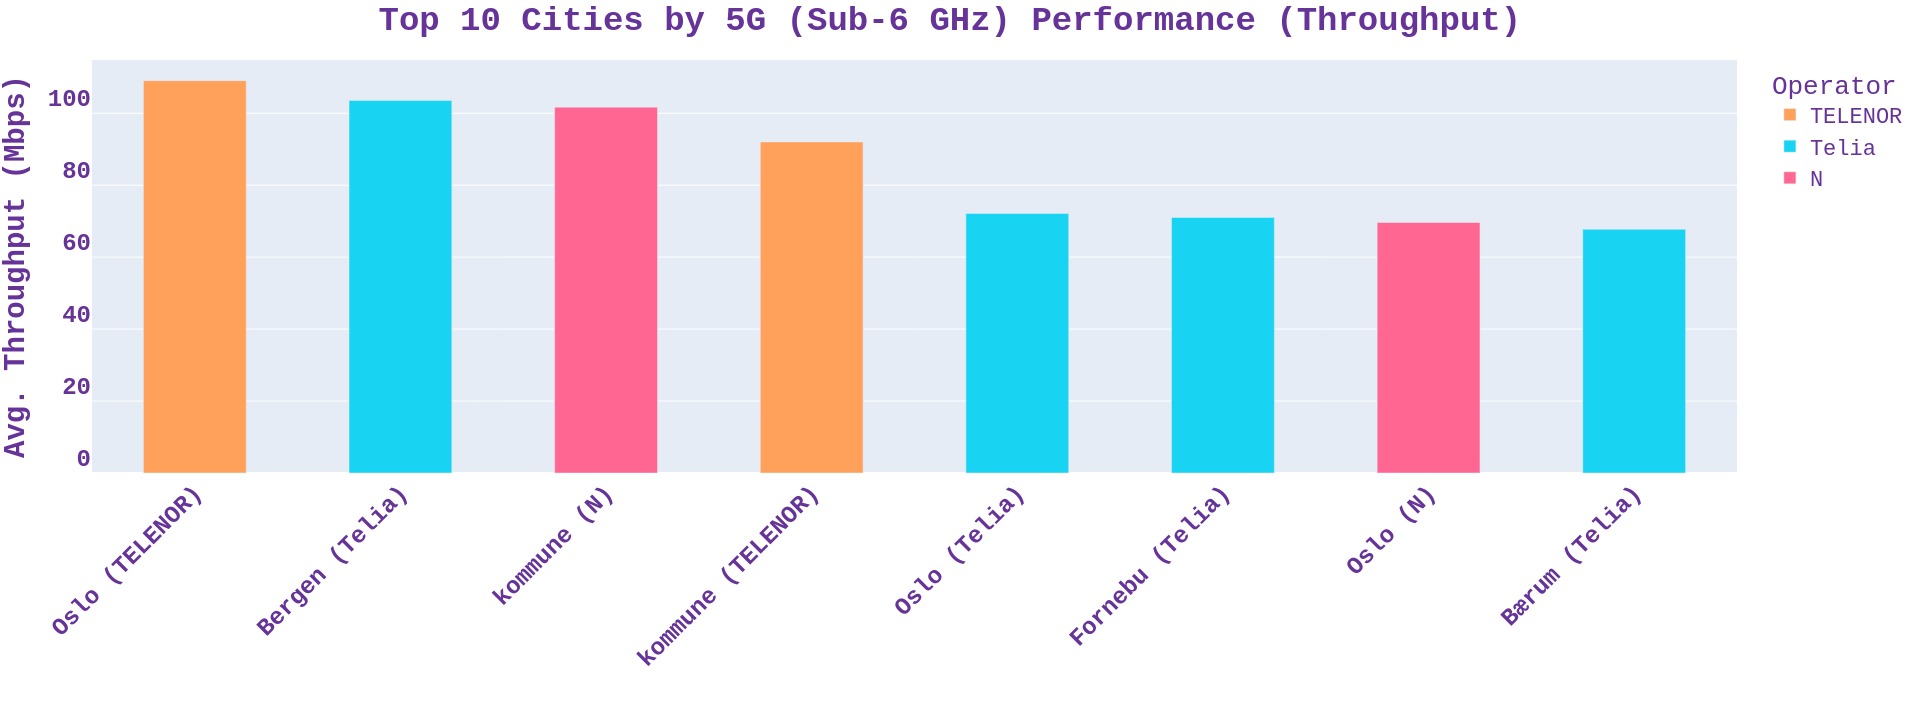 Top 10 Cities by 5G (Sub-6 GHz) Performance (Throughput)
Avg. Throughput (Mbps)
100
80
60
40
20
0
Oslo (TELENOR)
Bergen (Telia)
kommune (N)
kommune (TELENOR)
Oslo (Telia)
Fornebu (Telia)
Oslo (N)
Bærum (Telia)
Operator
TELENOR
Telia
N